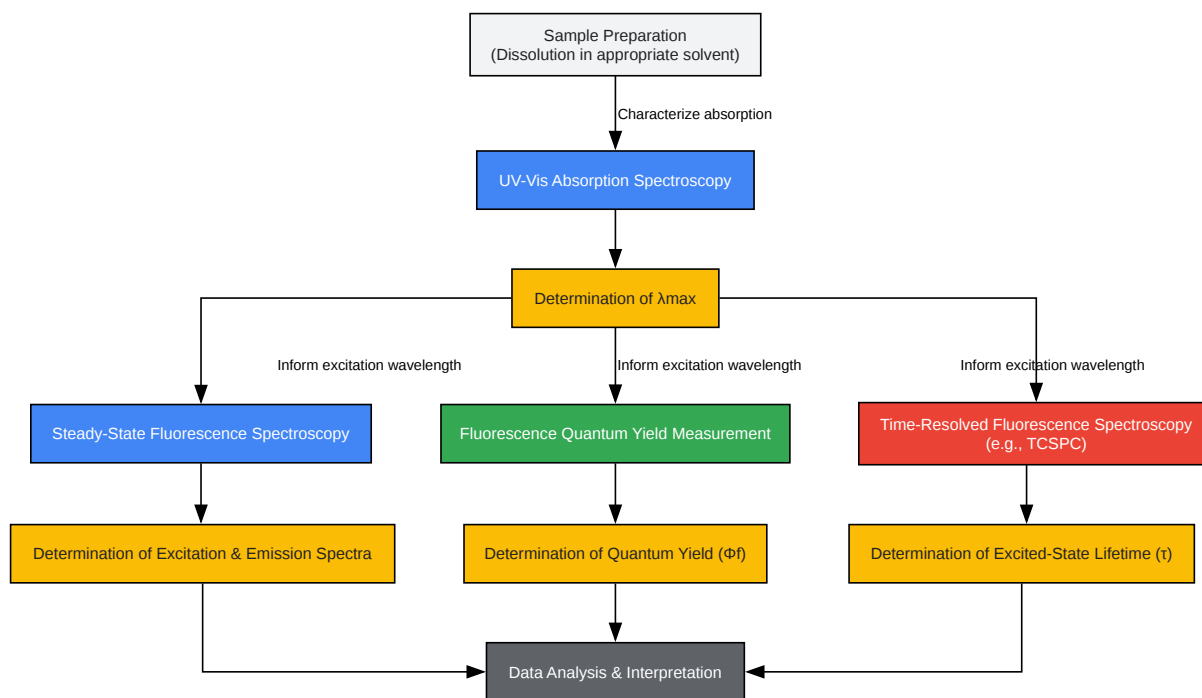 Sample Preparation
(Dissolution in appropriate solvent)
Characterize absorption
UV-Vis Absorption Spectroscopy
Determination of λmax
Inform excitation wavelength
Inform excitation wavelength
Inform excitation wavelength
Steady-State Fluorescence Spectroscopy
Fluorescence Quantum Yield Measurement
Time-Resolved Fluorescence Spectroscopy
(e.g., TCSPC)
Determination of Excitation & Emission Spectra
Determination of Quantum Yield (Φf)
Determination of Excited-State Lifetime (τ)
Data Analysis & Interpretation